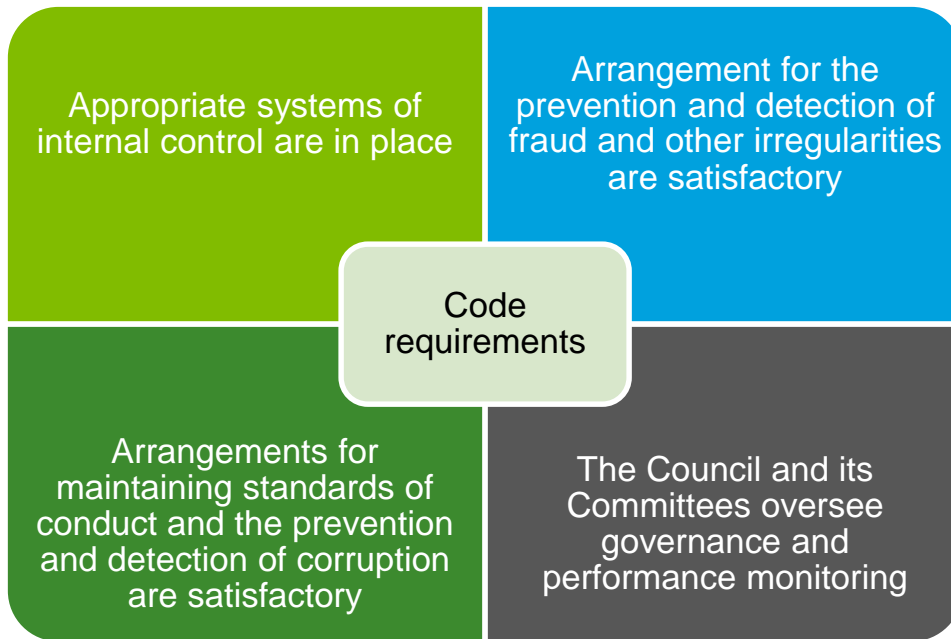 Appropriate systems of
internal control are in place
Arrangement for the
prevention and detection of
fraud and other irregularities
are satisfactory
Code
requirements
Arrangements for
maintaining standards of
conduct and the prevention
and detection of corruption
are satisfactory
The Council and its
Committees oversee
governance and
performance monitoring